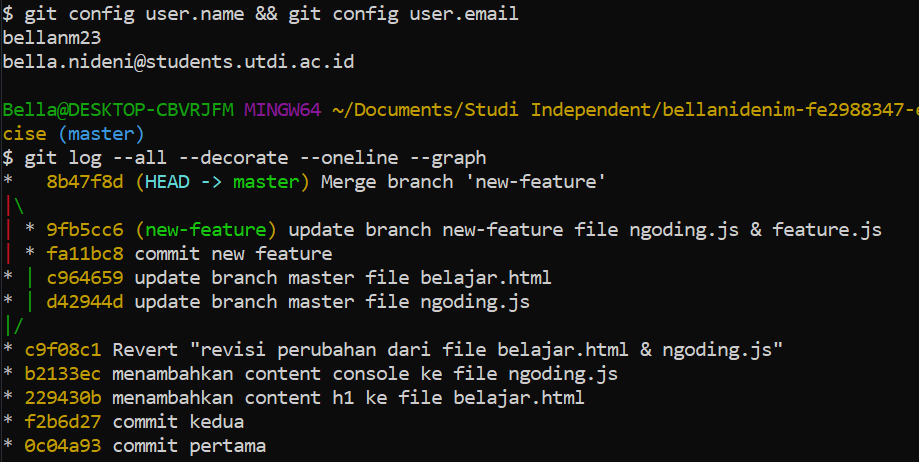 $ git config user.name && git config user.email
bellanm23
bella.nideni@students.utdi.ac.id
Bella@DESKTOP-CBVRJFM MINGW64 ~/Documents/Studi Independent/bellanidenim-fe2988347-e
cise (master)
$ git log --all --decorate --oneline --graph
*   8b47f8d (HEAD -> master) Merge branch 'new-feature'
|\
| * 9fb5cc6 (new-feature) update branch new-feature file ngoding.js & feature.js
| * fa11bc8 commit new feature
* | c964659 update branch master file belajar.html
* | d42944d update branch master file ngoding.js
|/
* c9f08c1 Revert "revisi perubahan dari file belajar.html & ngoding.js"
* b2133ec menambahkan content console ke file ngoding.js
* 229430b menambahkan content h1 ke file belajar.html
* f2b6d27 commit kedua
* 0c04a93 commit pertama